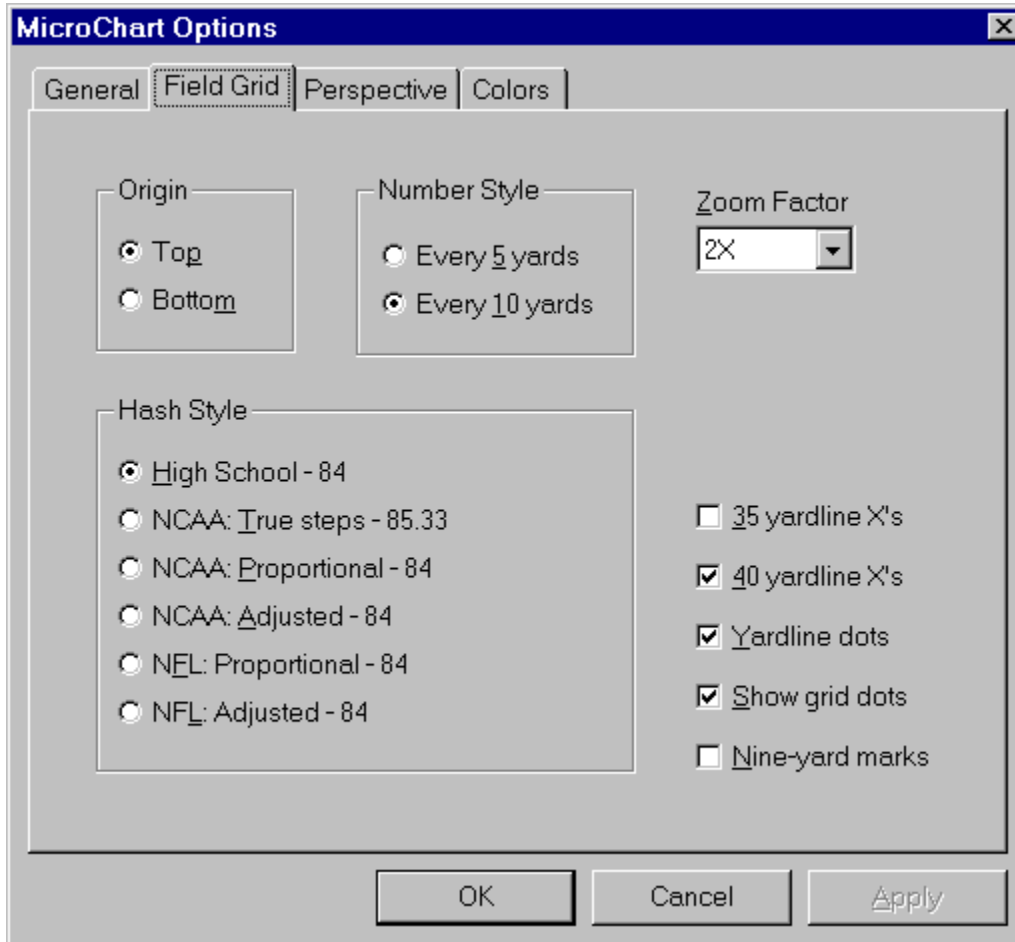 MicroChart Options
General
Field Grid
Perspective
Colors
Origin
Top
Bottom
Number Style
Every 5 yards
Every 10 yards
Zoom Factor
2X
Hash Style
High School - 84
NCAA: True steps - 85.33
NCAA: Proportional - 84
NCAA: Adjusted - 84
NFL: Proportional - 84
NFL: Adjusted - 84
35 yardline X's
40 yardline X's
Yardline dots
Show grid dots
Nine-yard marks
OK
Cancel
Apply